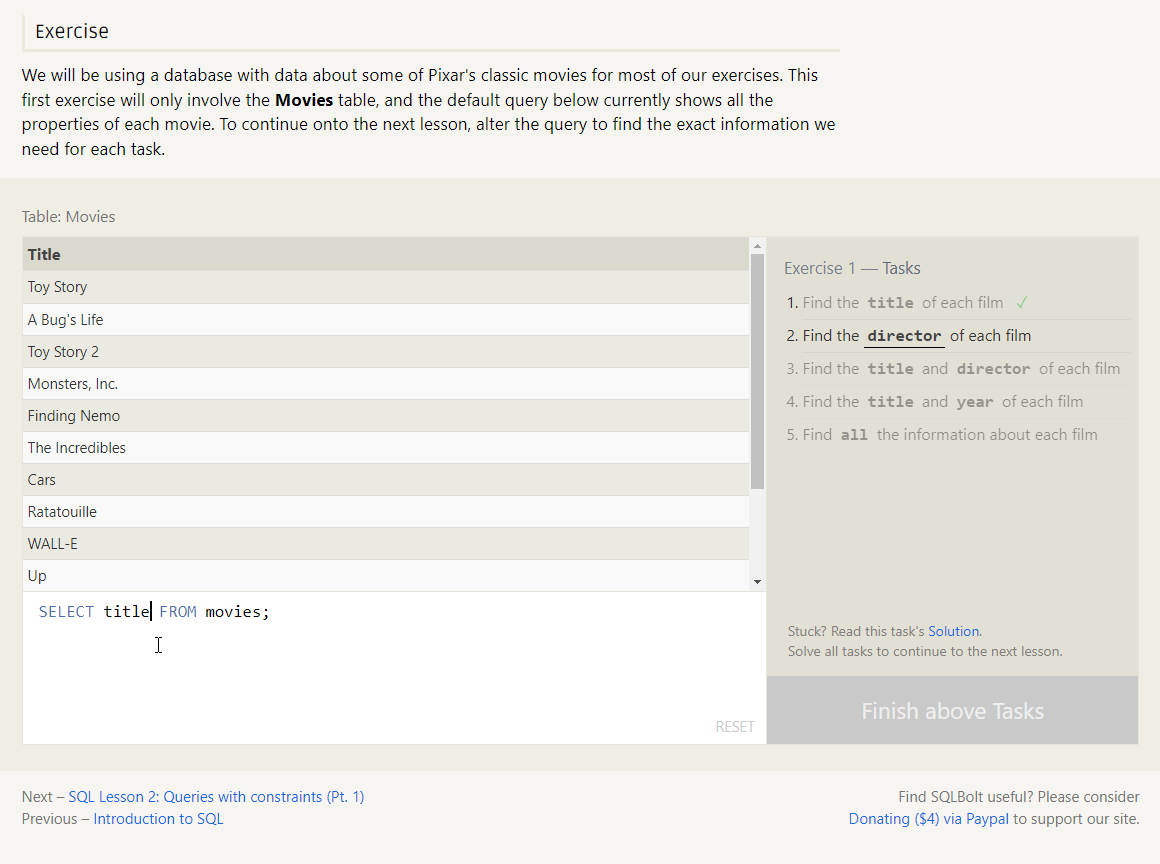 Exercise
We will be using a database with data about some of Pixar's classic movies for most of our exercises. This
first exercise will only involve the Movies table, and the default query below currently shows all the
properties of each movie. To continue onto the next lesson, alter the query to find the exact information we
need for each task.
Table: Movies
Title
Toy Story
A Bug's Life
Toy Story 2
Monsters, Inc.
Finding Nemo
The Incredibles
Cars
Ratatouille
WALL-E
Up
SELECT title FROM movies;
RESET
Exercise 1 — Tasks
1. Find the title of each film ✓
2. Find the director of each film
3. Find the title and director of each film
4. Find the title and year of each film
5. Find all the information about each film
Stuck? Read this task's Solution.
Solve all tasks to continue to the next lesson.
Finish above Tasks
Next – SQL Lesson 2: Queries with constraints (Pt. 1)
Previous – Introduction to SQL
Find SQLBolt useful? Please consider
Donating ($4) via Paypal to support our site.